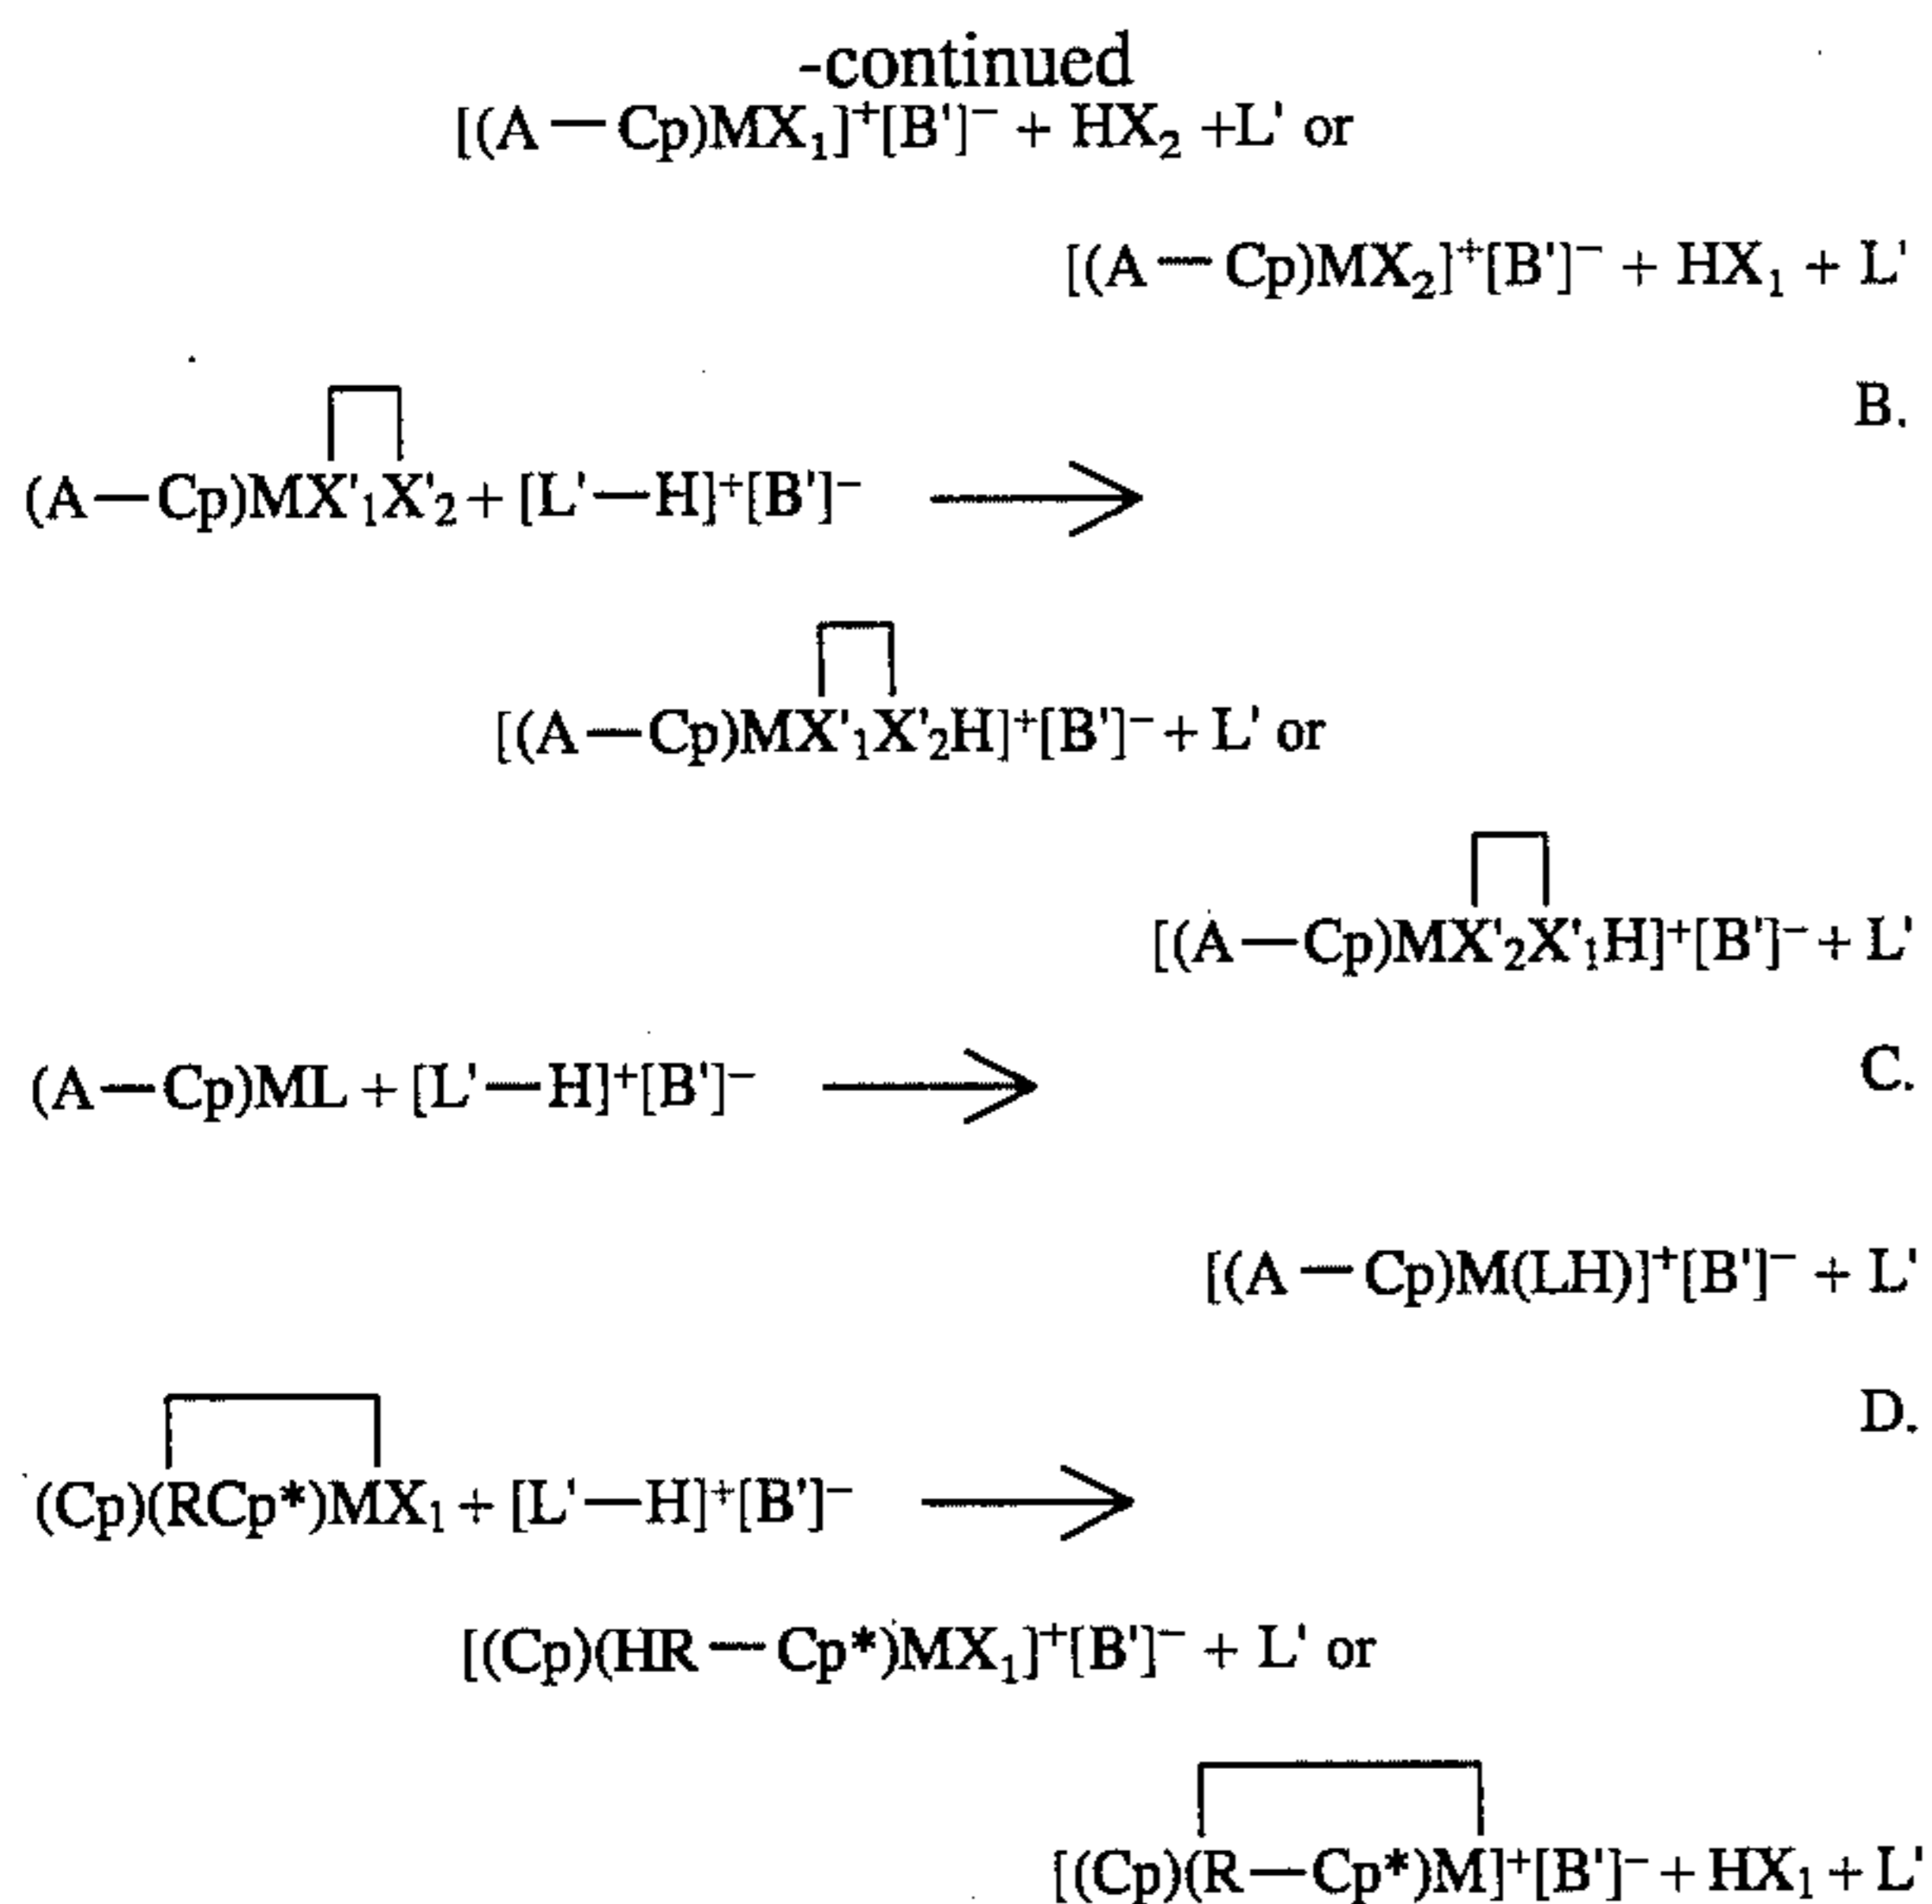 -continued
[(A — Cp)MX₁]⁺[B']⁻ + HX₂ +L' or
[(A — Cp)MX₂]⁺[B']⁻ + HX₁ + L'
B.
(A — Cp)MX'₁X'₂ + [L' — H]⁺[B']⁻ ⟶
[(A — Cp)MX'₁X'₂H]⁺[B']⁻ + L' or
[(A — Cp)MX'₂X'₁H]⁺[B']⁻ + L'
C.
(A — Cp)ML + [L' — H]⁺[B']⁻ ⟶
[(A — Cp)M(LH)]⁺[B']⁻ + L'
D.
(Cp)(RCp*)MX₁ + [L' — H]⁺[B']⁻ ⟶
[(Cp)(HR — Cp*)MX₁]⁺[B']⁻ + L' or
[(Cp)(R — Cp*)M]⁺[B']⁻ + HX₁ + L'